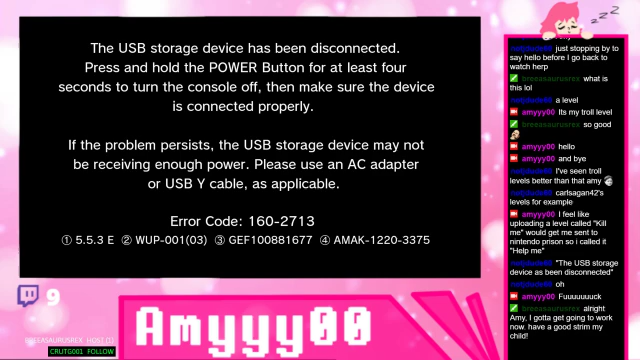 The USB storage device has been disconnected.
Press and hold the POWER Button for at least four
seconds to turn the console off, then make sure the device
is connected properly.
If the problem persists, the USB storage device may not
be receiving enough power. Please use an AC adapter
or USB Y cable, as applicable.
Error Code: 160-2713
① 5.5.3 E ② WUP-001(03) ③ GEF100881677 ④ AMAK-1220-3375
9
Amyyy00
CRUTG001 FOLLOW
z z z
just stopping by to
say hello before I go back to
watch herp
breeasaurusrex what is
this lol
a level
amyyy00 Its my troll level
breeasaurusrex so good
amyyy00 hello
amyyy00 and bye
I've seen troll
levels better than that amy
carlsagan42's
levels for example
amyyy00 I feel like
uploading a level called "Kill
me" would get me sent to
nintendo prison so i called it
"Help me"
"The USB storage
device as been disconnected"
oh
amyyy00 Fuuuuuuuck
breeasaurusrex alright
Amy, I gotta get going to work
now. have a good strim my
child!